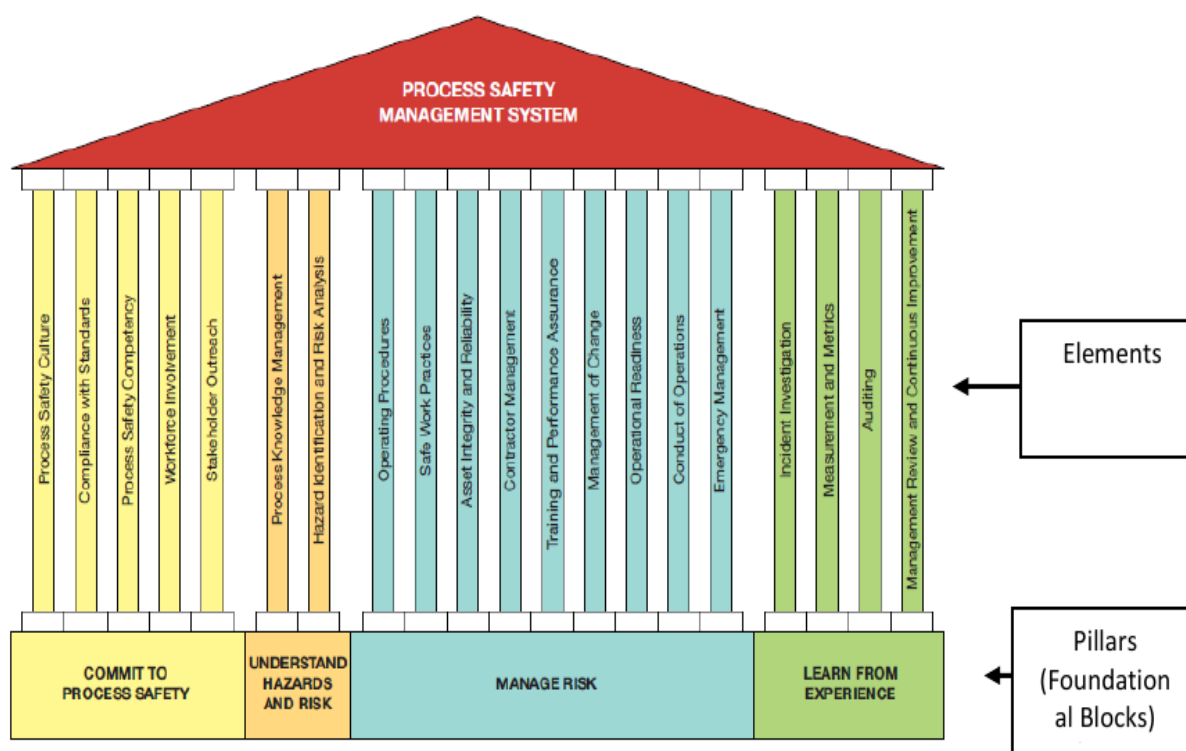 PROCESS SAFETY
MANAGEMENT SYSTEM
Process Safety Culture
Compliance with Standards
Process Safety Competency
Workforce Involvement
Stakeholder Outreach
Process Knowledge Management
Hazard Identification and Risk Analysis
Operating Procedures
Safe Work Practices
Asset Integrity and Reliability
Contractor Management
Training and Performance Assurance
Management of Change
Operational Readiness
Conduct of Operations
Emergency Management
Incident Investigation
Measurement and Metrics
Auditing
Management Review and Continuous Improvement
Elements
COMMIT TO
PROCESS SAFETY
UNDERSTAND
HAZARDS
AND RISK
MANAGE RISK
LEARN FROM
EXPERIENCE
Pillars
(Foundation
al Blocks)